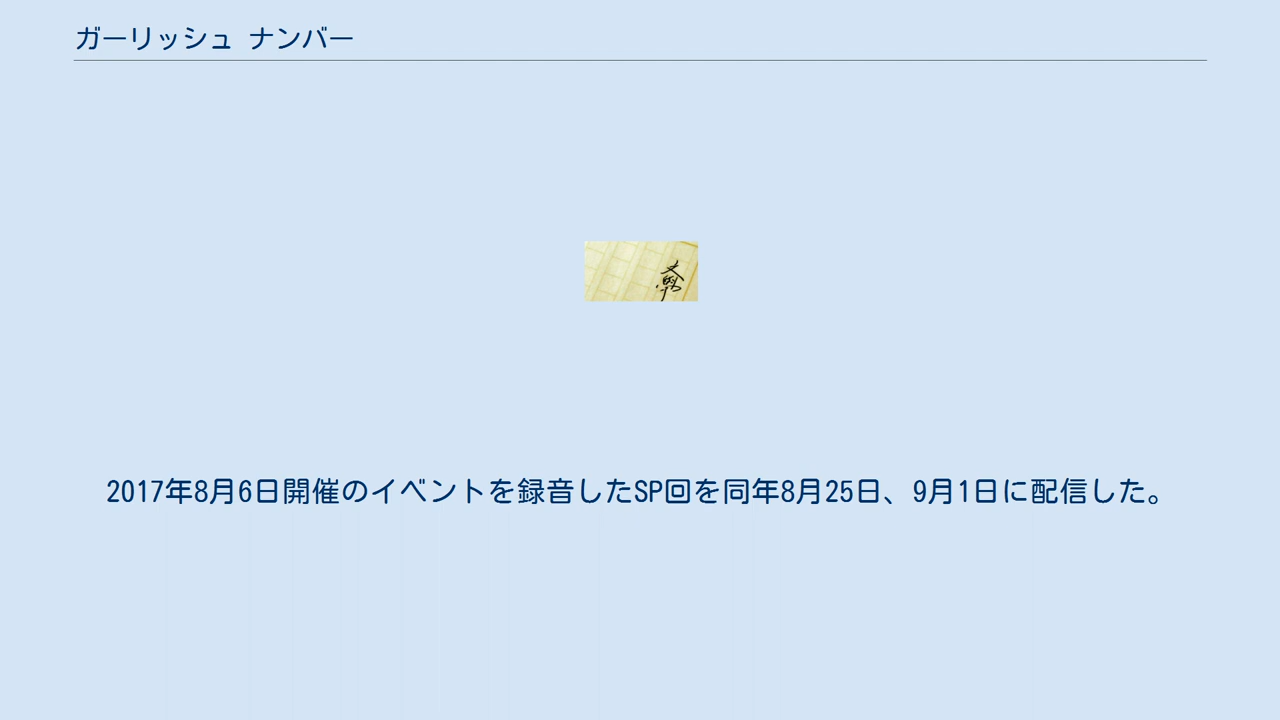 ガーリッシュ ナンバー
2017年8月6日開催のイベントを録音したSP回を同年8月25日、9月1日に配信した。